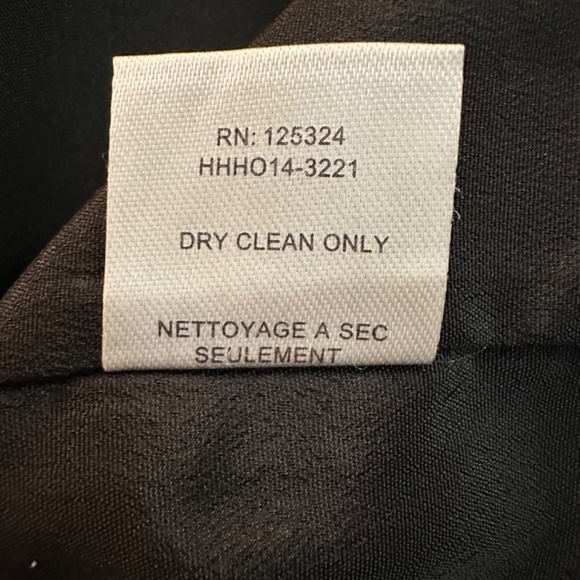 RN: 125324
HHHO14-3221
DRY CLEAN ONLY
NETTOYAGE A SEC
SEULEMENT